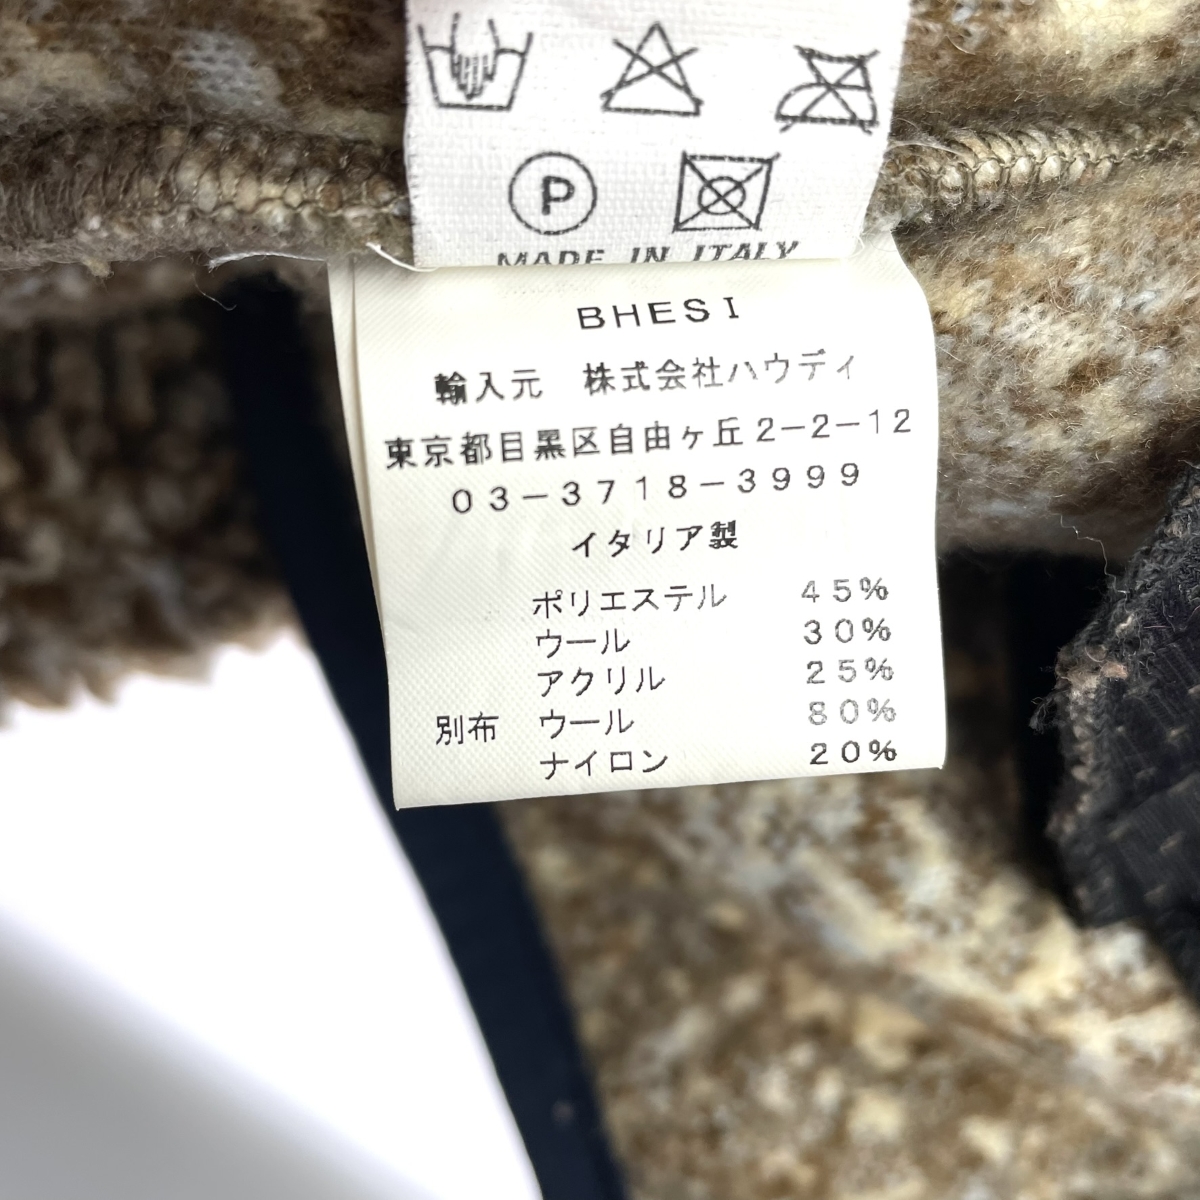 P
MADE IN ITALY
BHESI
輸入元 株式会社ハウディ
東京都目黒区自由ヶ丘2-2-12
03-3718-3999
イタリア製
ポリエステル 45%
ウール 30%
アクリル 25%
別布 ウール 80%
ナイロン 20%